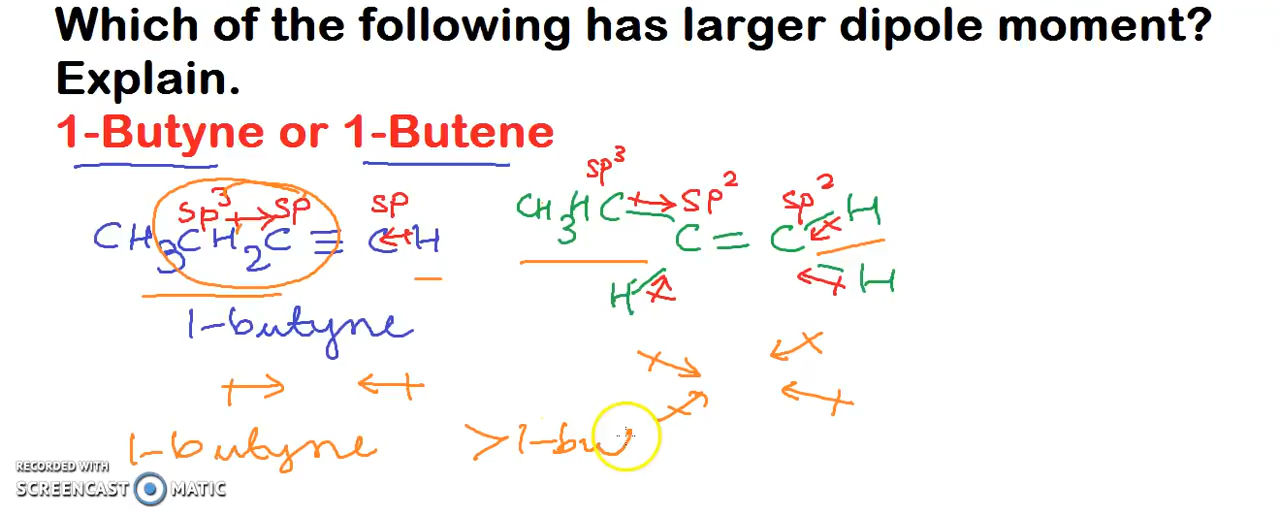 Which of the following has larger dipole moment?
Explain.
1-Butyne or 1-Butene
sp3 sp sp
CH3CH2C≡C-H
1-butyne
sp3 sp2 sp2
CH3HC H
C=C
H H
1-butyne >1-bu
RECORDED WITH
SCREENCAST MATIC